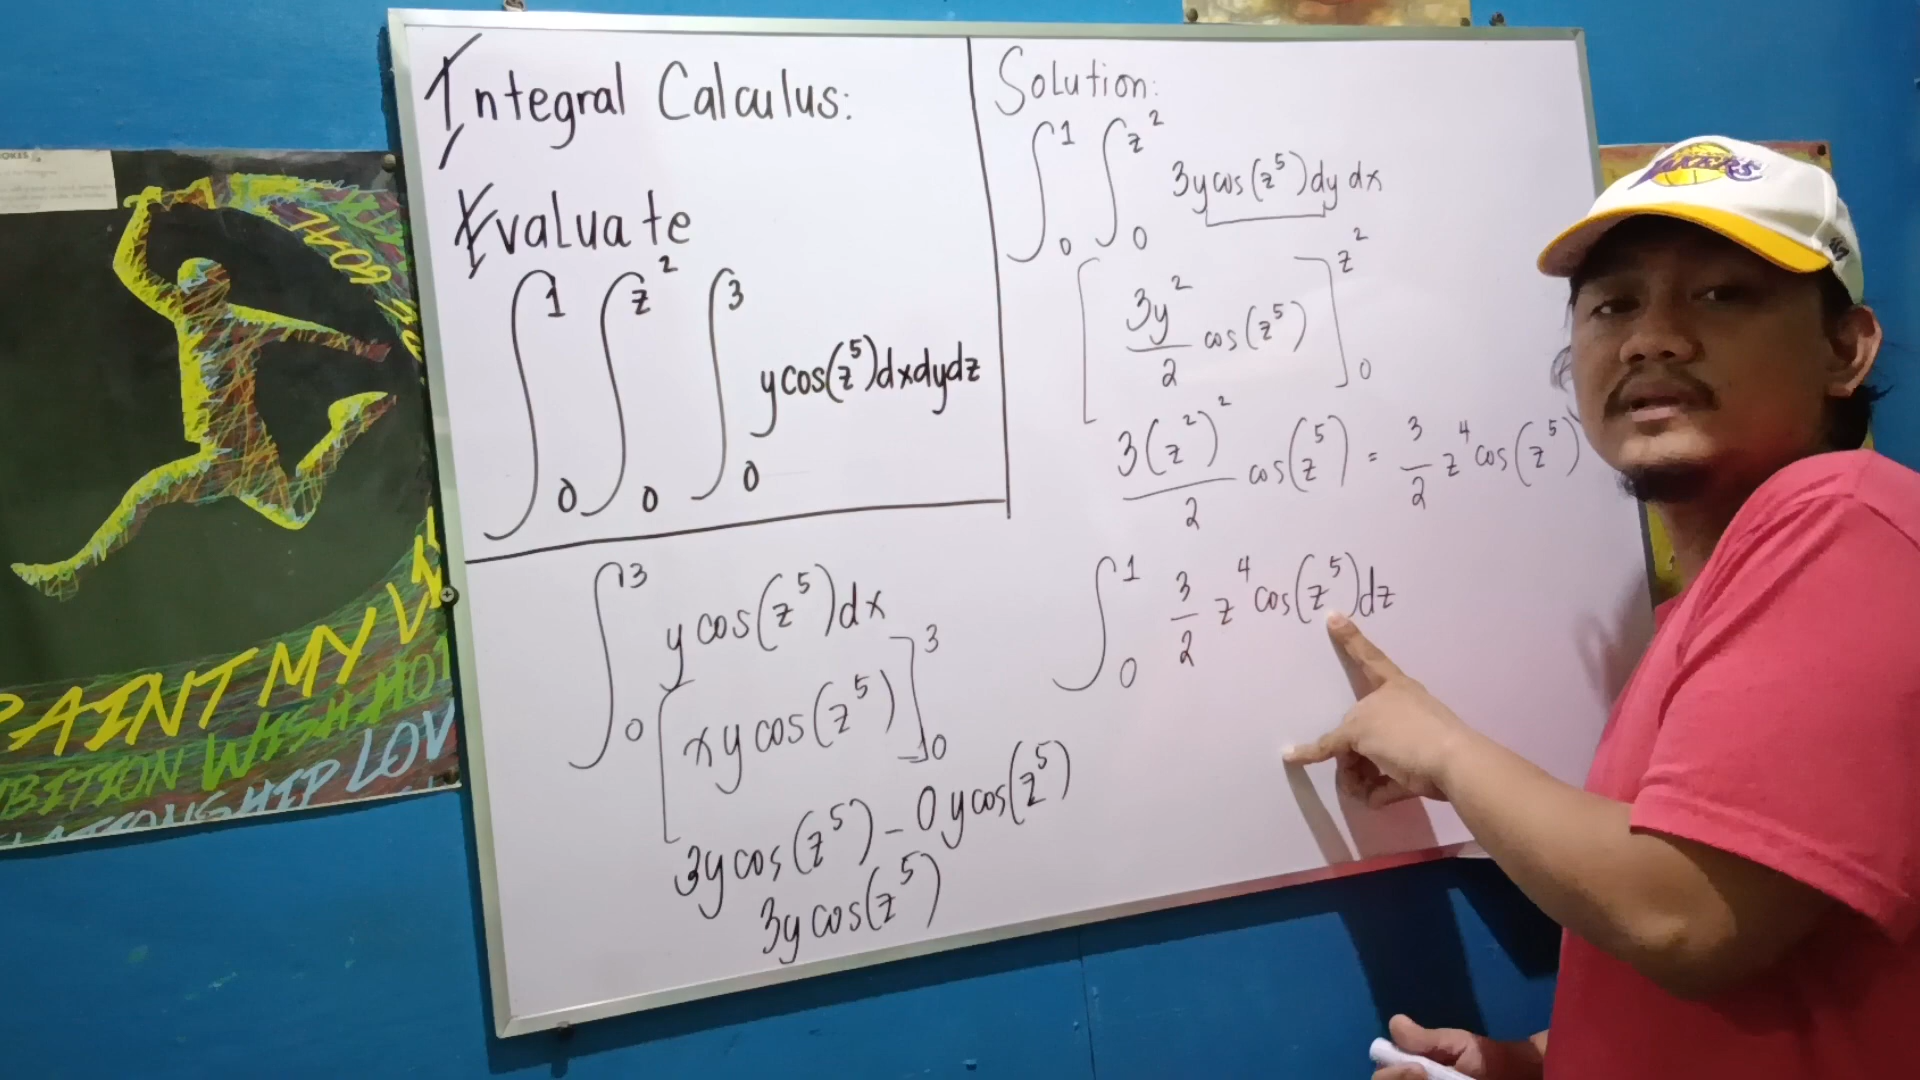 Integral Calculus:
Evaluate
∫₀¹ ∫₀^z² ∫₀³ y cos(z⁵) dx dy dz
∫₀³ y cos(z⁵) dx
[xy cos(z⁵)]₀³
3y cos(z⁵) - 0y cos(z⁵)
3y cos(z⁵)
Solution:
∫₀¹ ∫₀^z² 3y cos(z⁵) dy dx
[3y²/2 cos(z⁵)]₀^z²
3(z²)²/2 cos(z⁵) = 3/2 z⁴ cos(z⁵)
∫₀¹ 3/2 z⁴ cos(z⁵) dz
LAKERS
GOAL
PAINT MY
WISH